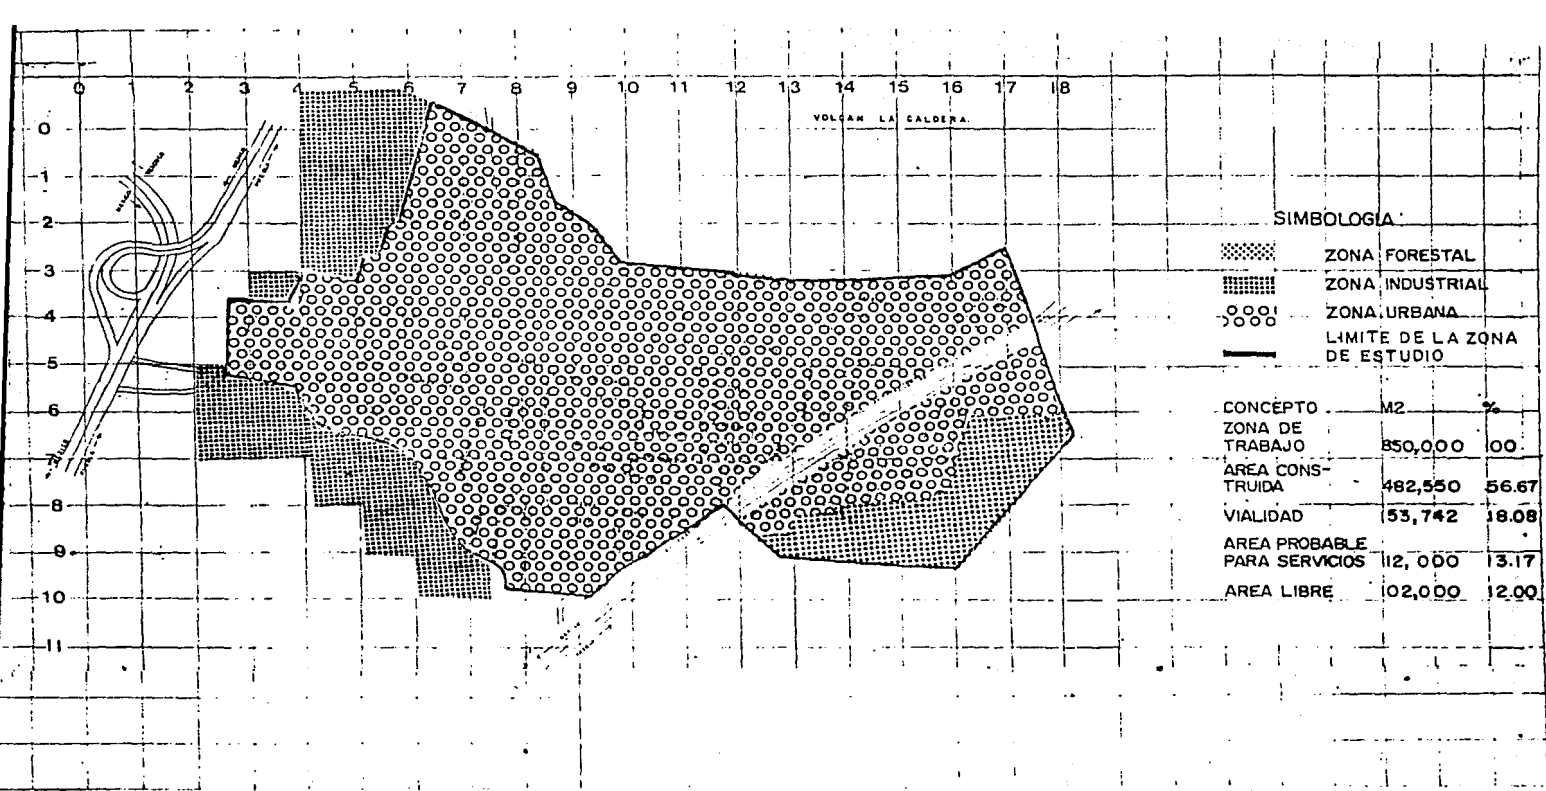 0 1 2 3 4 5 6 7 8 9 10 11 12 13 14 15 16 17 18
VOLCAN LA CALDERA.
0
1
2
3
4
5
6
7
8
9
10
11
SIMBOLOGIA:
ZONA FORESTAL
ZONA INDUSTRIAL
ZONA URBANA
LIMITE DE LA ZONA
DE ESTUDIO
CONCEPTO M2 %
ZONA DE
TRABAJO 850,000 100
AREA CONS-
TRUIDA 482,550 56.67
VIALIDAD 153,742 18.08
AREA PROBABLE
PARA SERVICIOS 112,000 13.17
AREA LIBRE 102,000 12.00